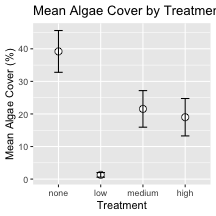 Mean Algae Cover by Treatmen
Mean Algae Cover (%)
40
30
20
10
0
none low medium high
Treatment